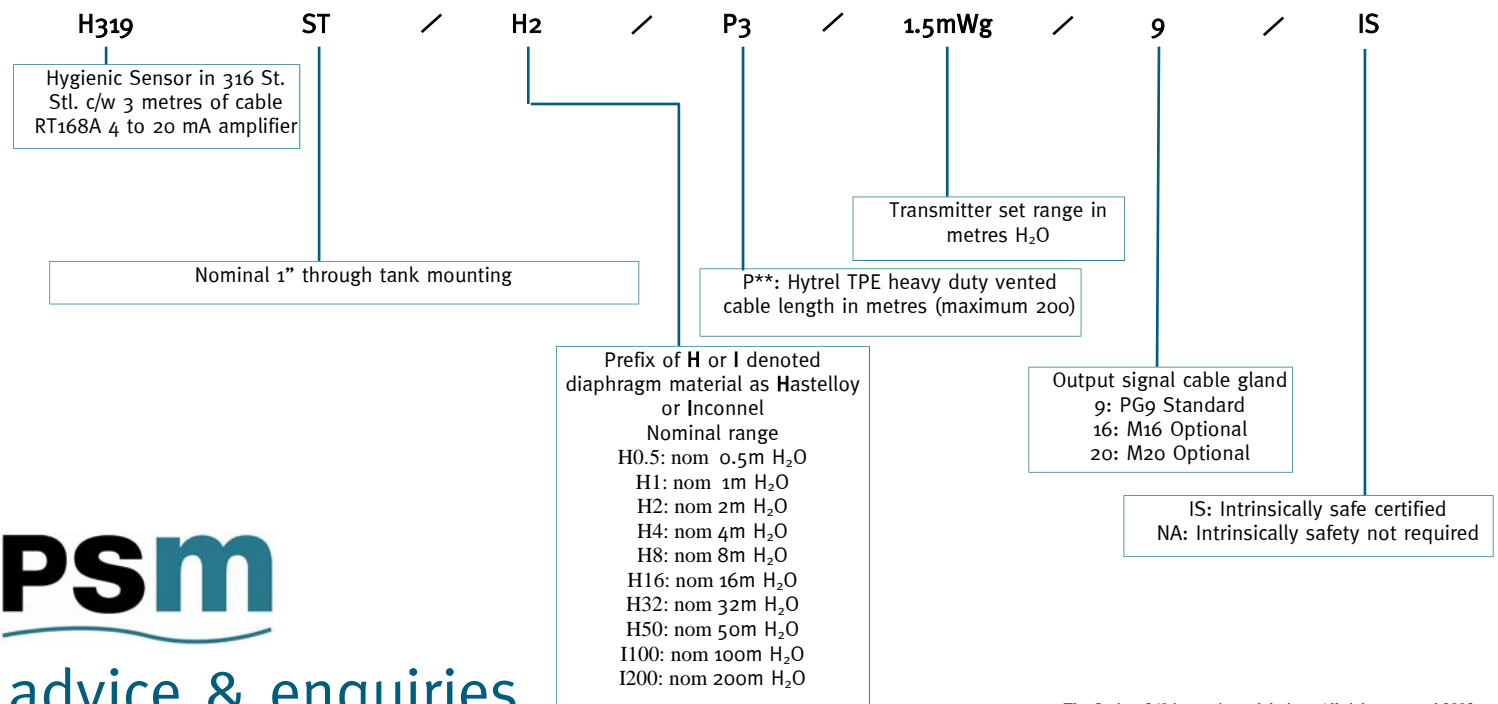 H319 ST / H2 / P3 / 1.5mWg / 9 / IS
Hygienic Sensor in 316 St.
Stl. c/w 3 metres of cable
RT168A 4 to 20 mA amplifier
Transmitter set range in
metres H₂O
Nominal 1” through tank mounting
P**: Hytrel TPE heavy duty vented
cable length in metres (maximum 200)
Prefix of H or I denoted
diaphragm material as Hastelloy
or Inconnel
Nominal range
H0.5: nom 0.5m H₂O
H1: nom 1m H₂O
H2: nom 2m H₂O
H4: nom 4m H₂O
H8: nom 8m H₂O
H16: nom 16m H₂O
H32: nom 32m H₂O
H50: nom 50m H₂O
I100: nom 100m H₂O
I200: nom 200m H₂O
Output signal cable gland
9: PG9 Standard
16: M16 Optional
20: M20 Optional
IS: Intrinsically safe certified
NA: Intrinsically safety not required
PSm
advice & enquiries